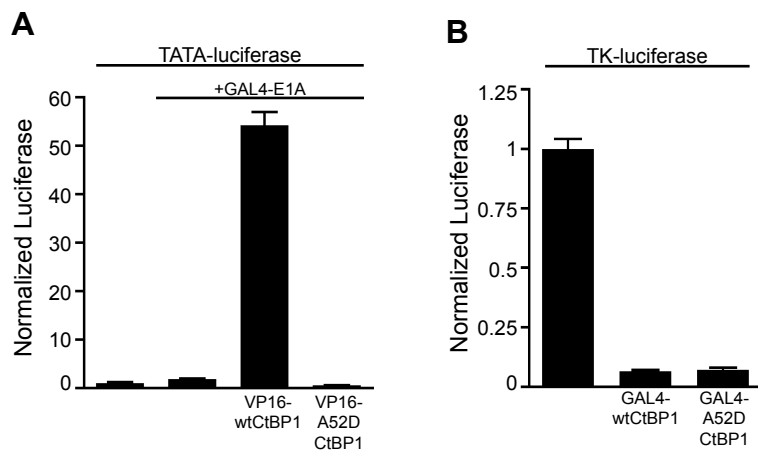 A
TATA-luciferase
+GAL4-E1A
Normalized Luciferase
60
50
40
30
20
10
0
VP16-
wtCtBP1
VP16-
A52D
CtBP1
B
TK-luciferase
Normalized Luciferase
1.25
1
0.75
0.5
0.25
0
GAL4-
wtCtBP1
GAL4-
A52D
CtBP1